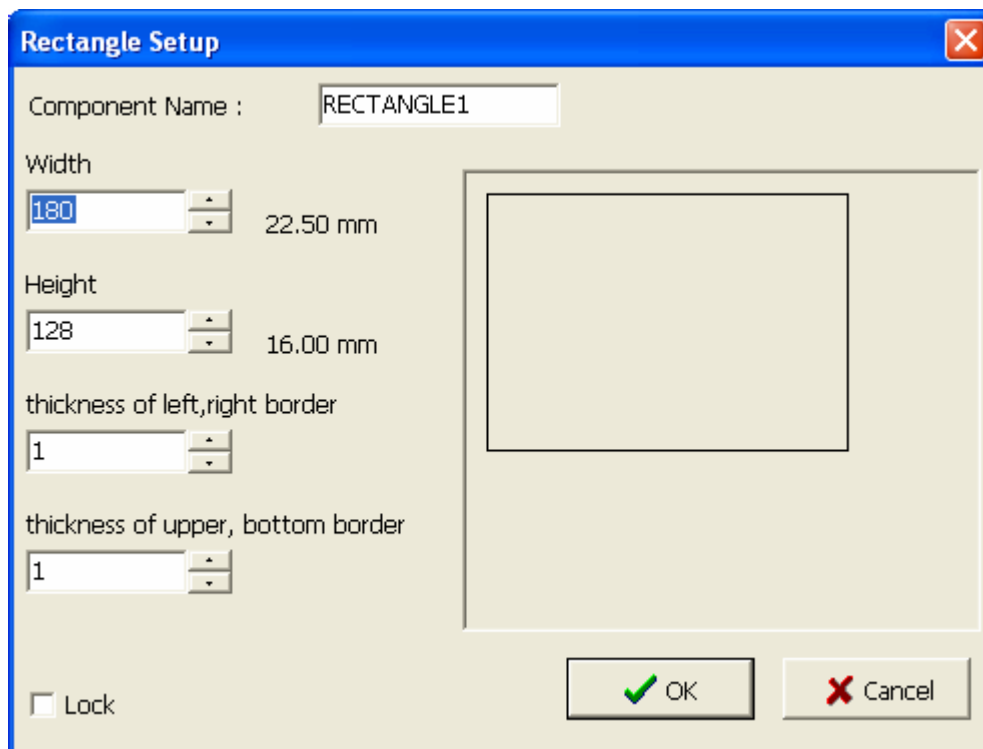 Rectangle Setup
Component Name :
RECTANGLE1
Width
180
22.50 mm
Height
128
16.00 mm
thickness of left,right border
1
thickness of upper, bottom border
1
Lock
OK
Cancel